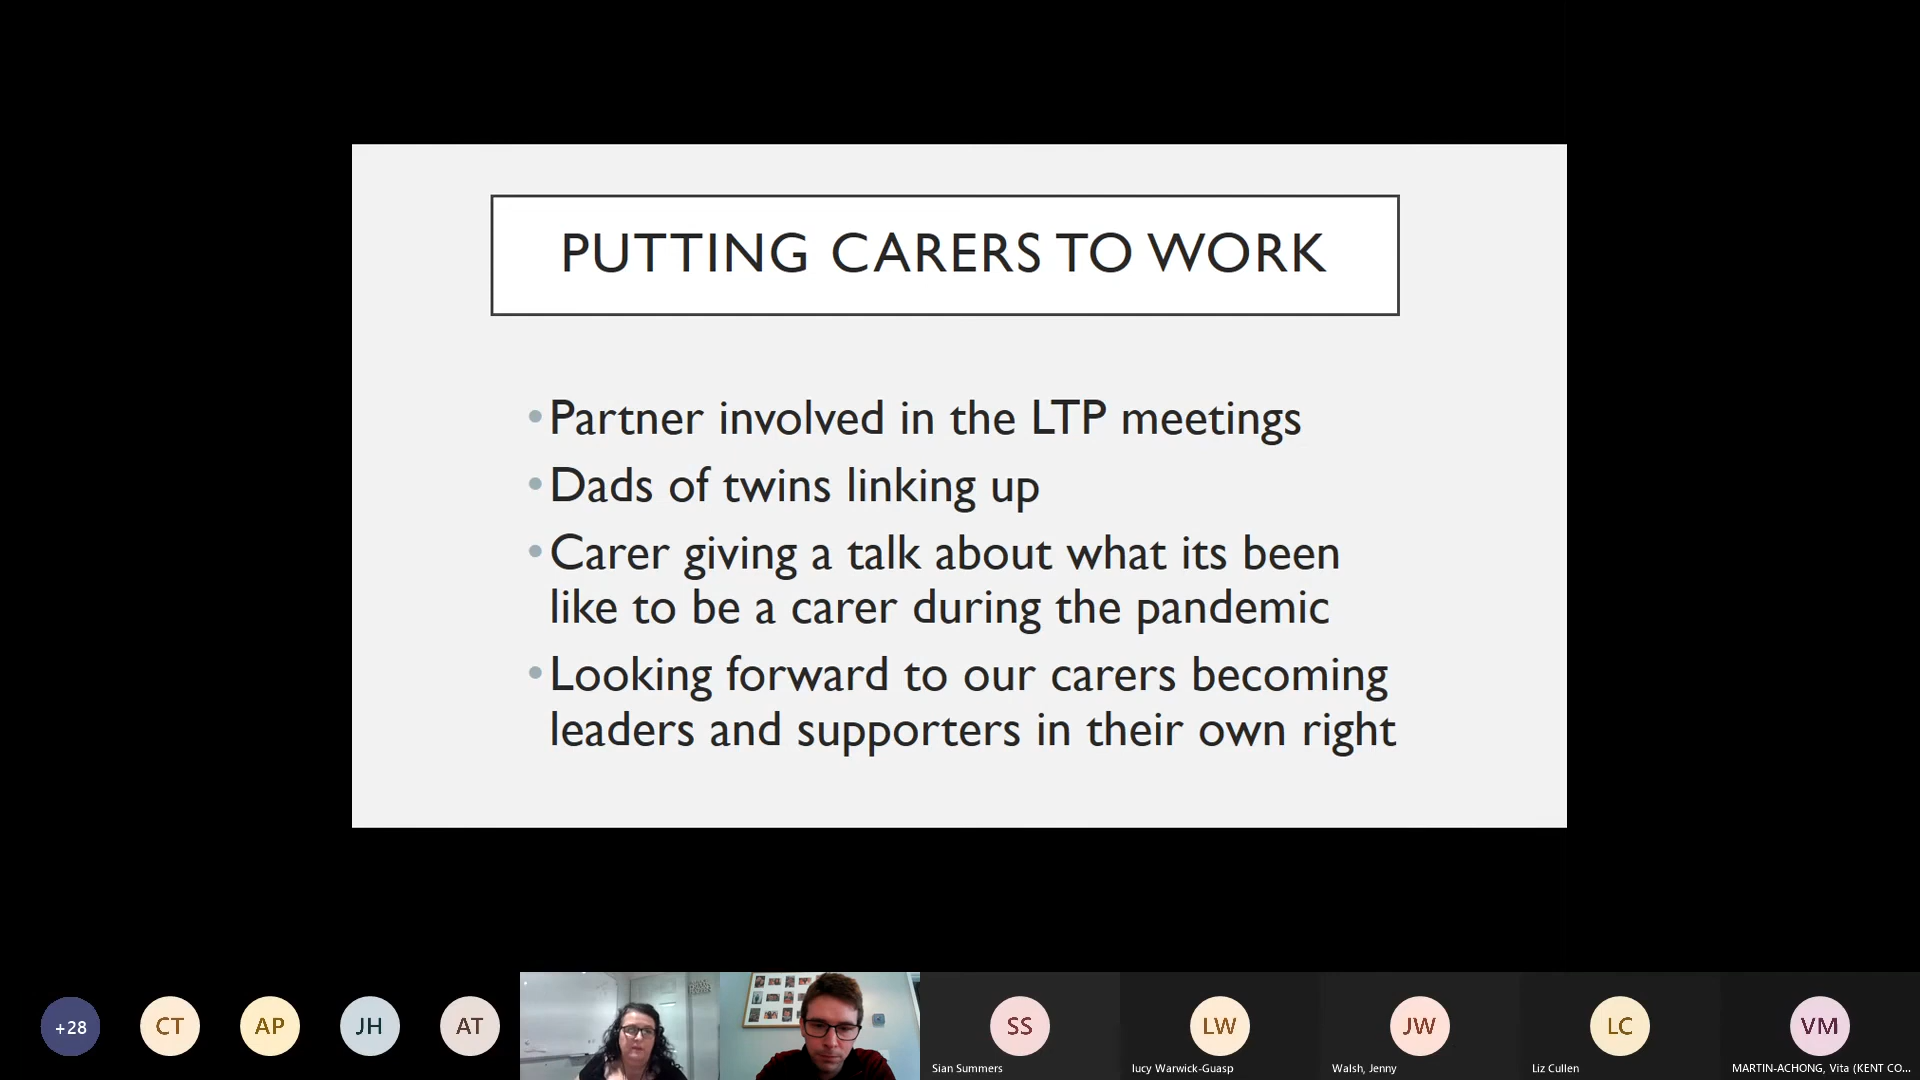 PUTTING CARERS TO WORK
•Partner involved in the LTP meetings
•Dads of twins linking up
•Carer giving a talk about what its been
like to be a carer during the pandemic
•Looking forward to our carers becoming
leaders and supporters in their own right
+28
CT
AP
JH
AT
SS
LW
JW
LC
VM
Sian Summers
lucy Warwick-Guasp
Walsh, Jenny
Liz Cullen
MARTIN-ACHONG, Vita (KENT CO...